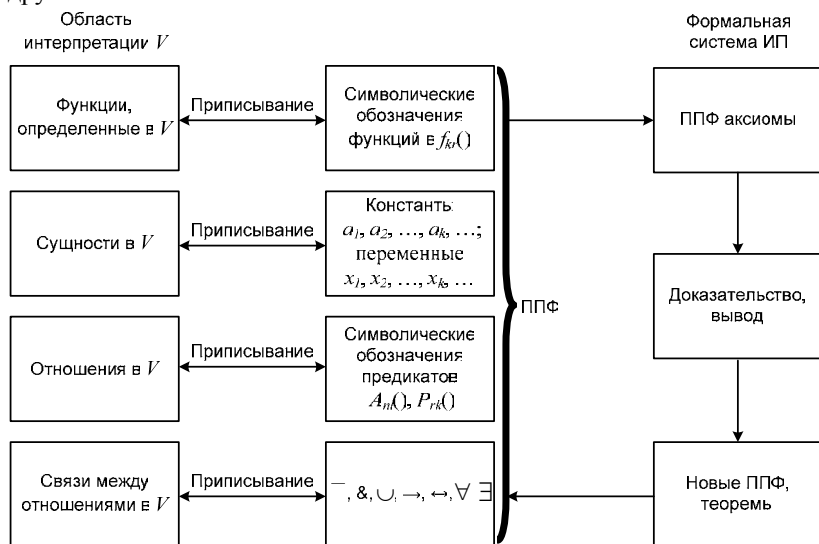 Область
интерпретации V
Формальная
система ИП
Функции,
определенные в V
Приписывание
Символические
обозначения
функций в fkr()
ППФ аксиомы
Сущности в V
Приписывание
Константы:
a1, a2, …, ak, …;
переменные
x1, x2, …, xk, …
ППФ
Доказательство,
вывод
Отношения в V
Приписывание
Символические
обозначения
предикатов
Anl(), Prk()
Связи между
отношениями в V
Приписывание
¯, &, ∪, →, ↔, ∀ ∃
Новые ППФ,
теоремы